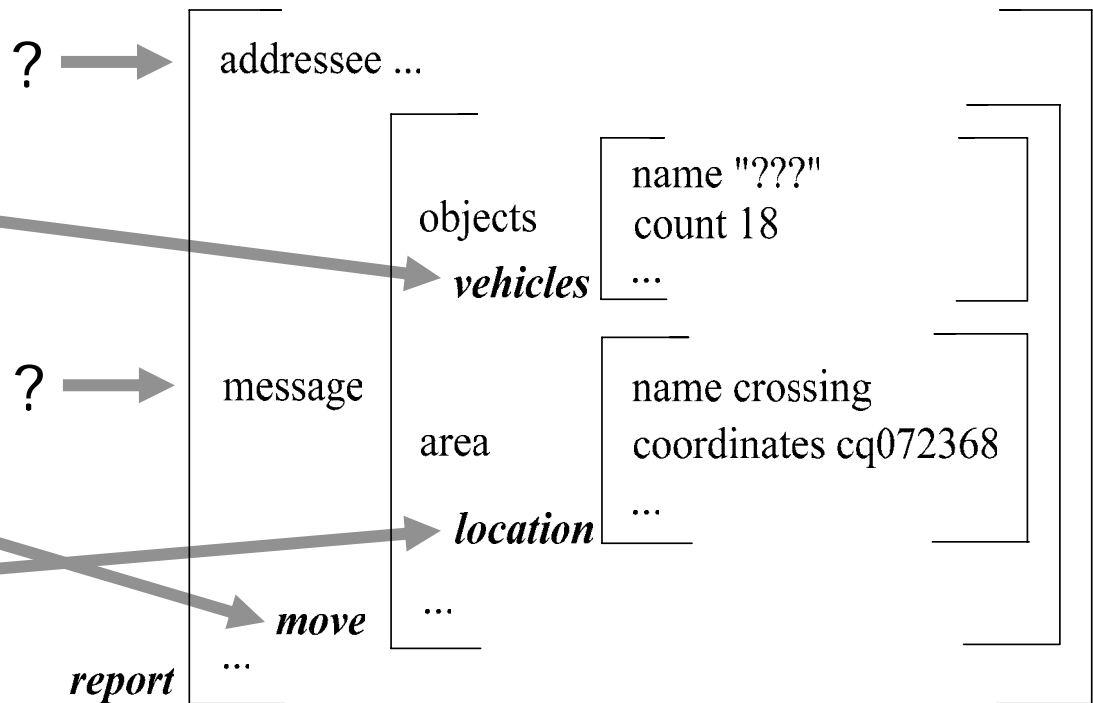 ? addressee ...
name "???"
objects count 18
vehicles ...
? message name crossing
area coordinates cq072368
location ...
...
move
...
report